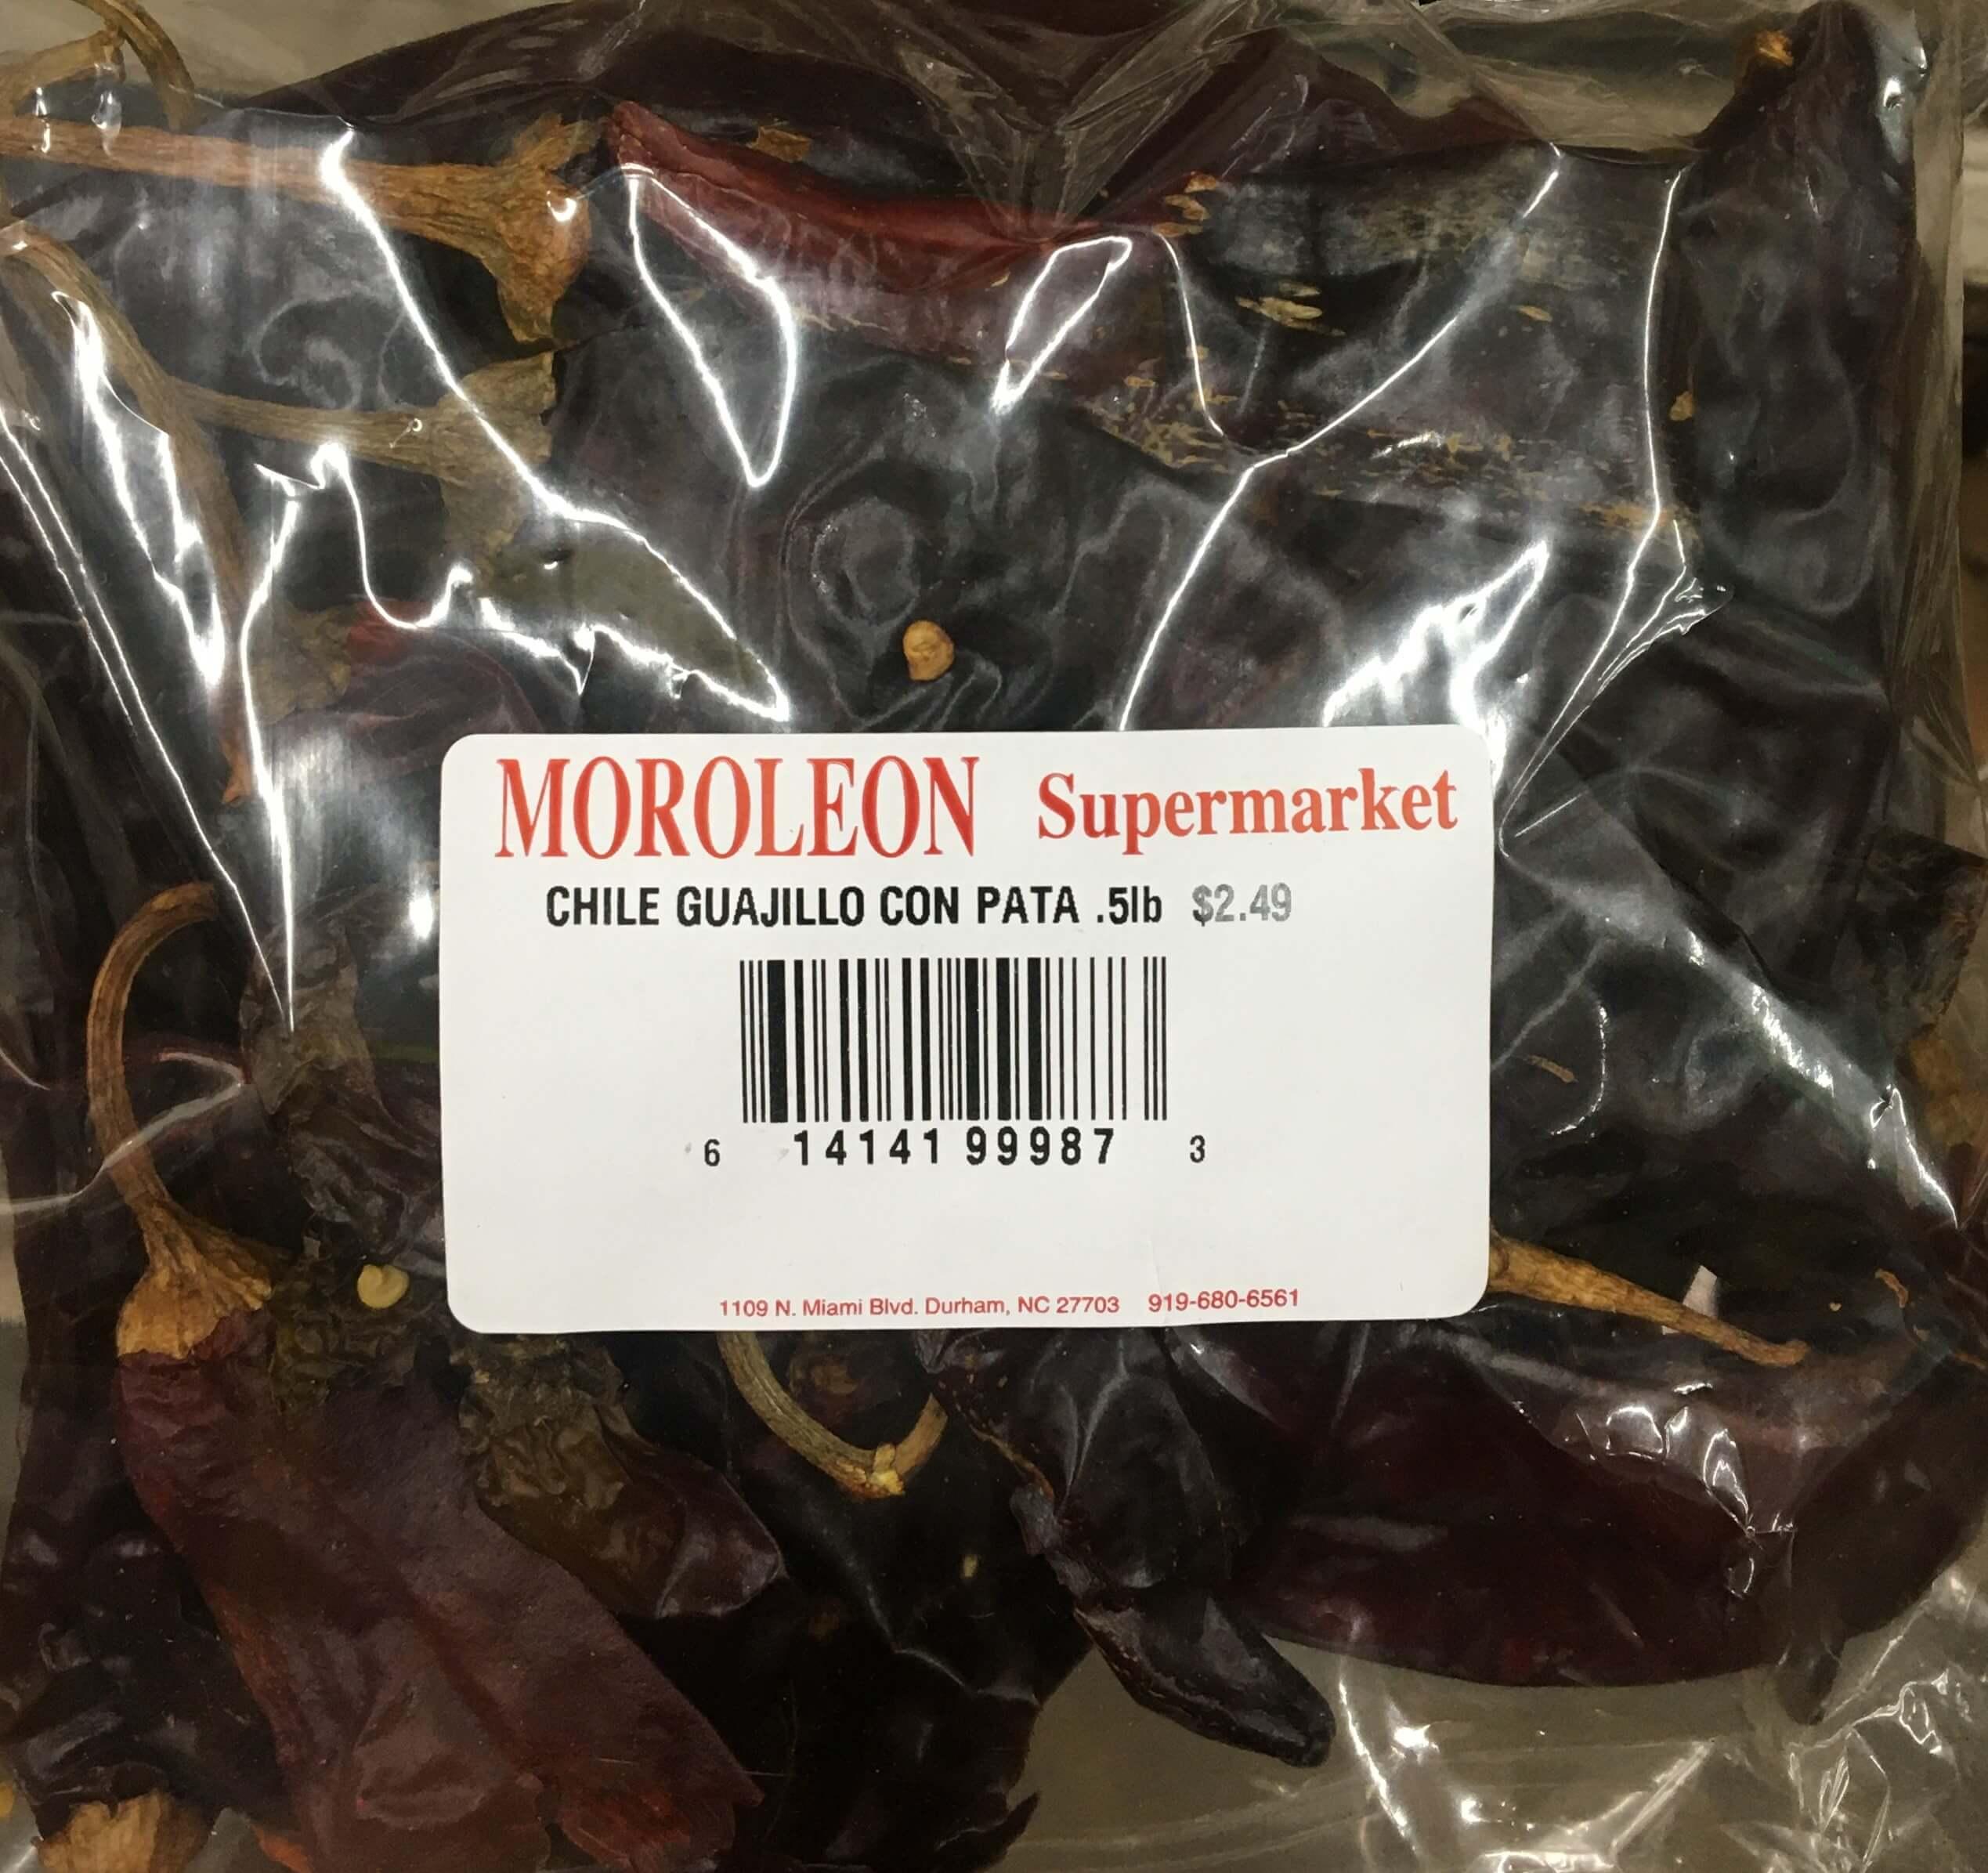 MOROLEON Supermarket
CHILE GUAJILLO CON PATA .5lb $2.49
6 14141 99987 3
1109 N. Miami Blvd. Durham, NC 27703 919-680-6561